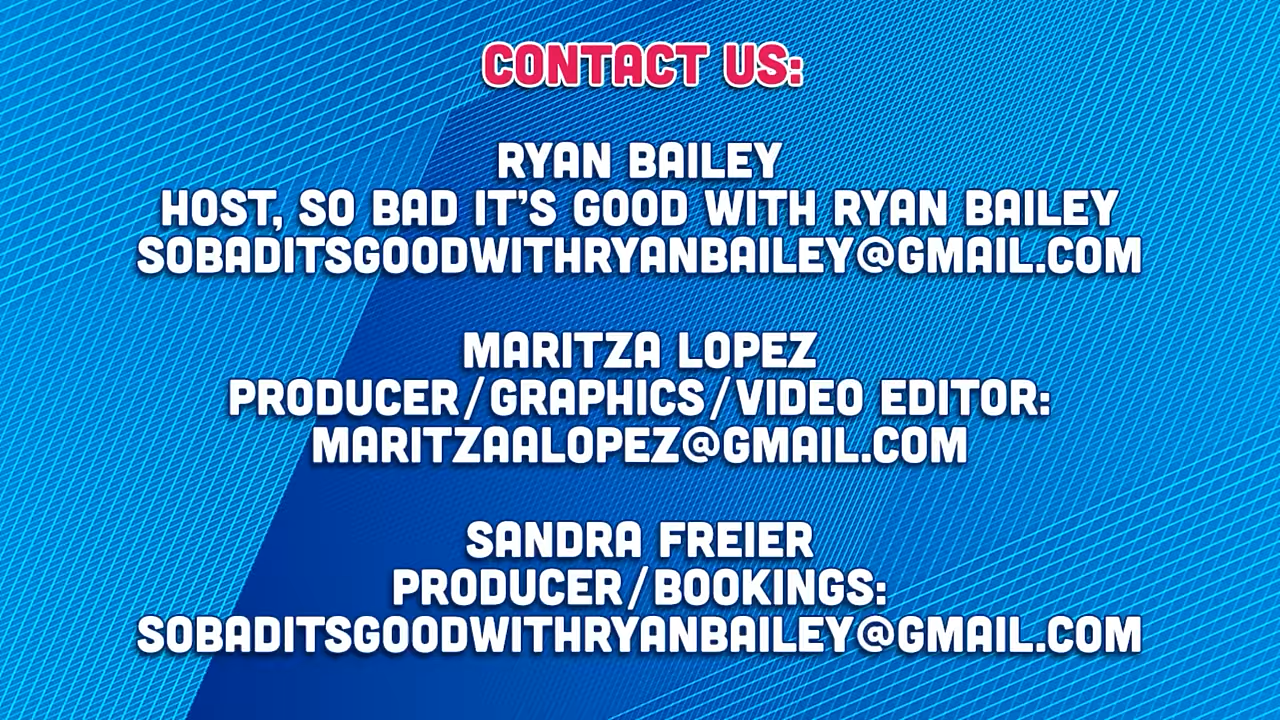 CONTACT US:
RYAN BAILEY
HOST, SO BAD IT'S GOOD WITH RYAN BAILEY
SOBADITSGOODWITHRYANBAILEY@GMAIL.COM
MARITZA LOPEZ
PRODUCER/GRAPHICS/VIDEO EDITOR:
MARITZAALOPEZ@GMAIL.COM
SANDRA FREIER
PRODUCER/BOOKINGS:
SOBADITSGOODWITHRYANBAILEY@GMAIL.COM